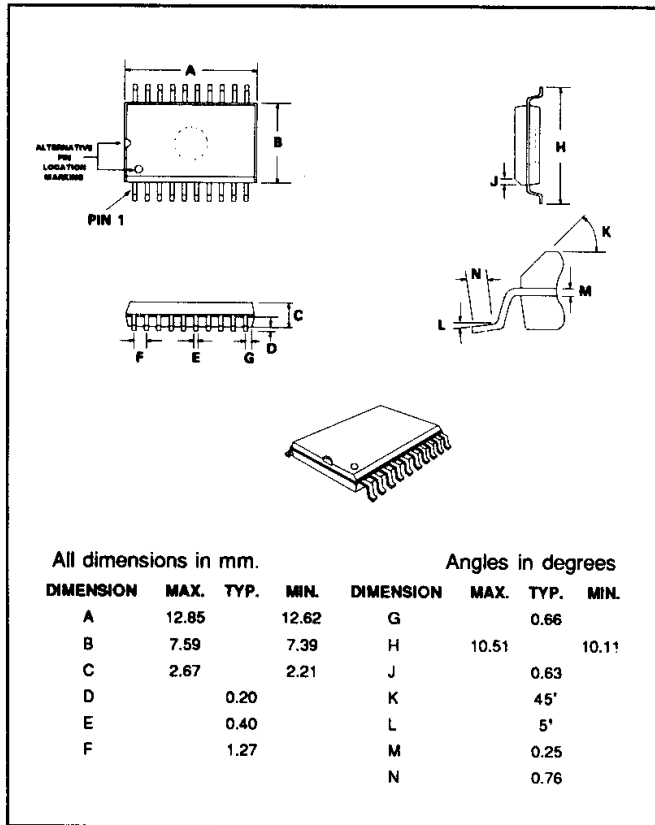 A
B
ALTERNATIVE
PIN
LOCATION
MARKING
PIN 1
H
J
K
N
M
L
C
D
F
E
G
All dimensions in mm.
Angles in degrees
DIMENSION MAX. TYP. MIN. DIMENSION MAX. TYP. MIN.
A 12.85 12.62 G 0.66
B 7.59 7.39 H 10.51 10.11
C 2.67 2.21 J 0.63
D 0.20 K 45'
E 0.40 L 5'
F 1.27 M 0.25
N 0.76